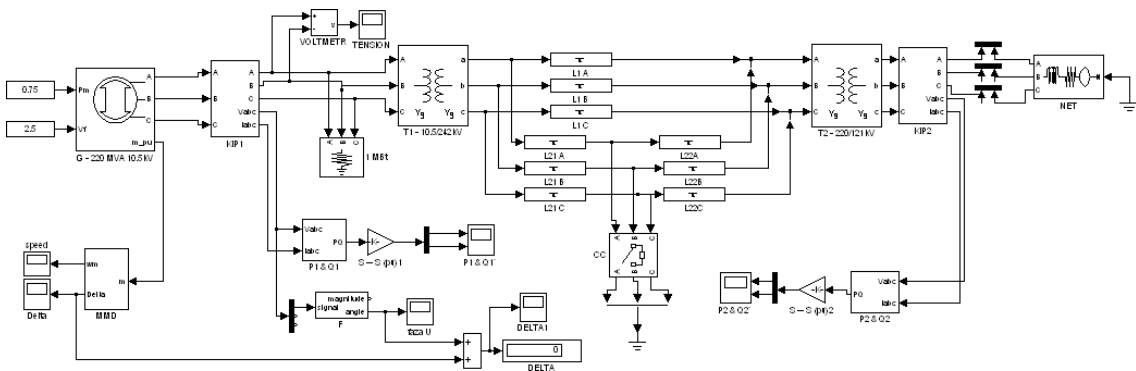 0.75
2.5
Pm
Vf
A
B
C
m_pu
G - 220 MVA 10.5 kV
A
B
C
A
B
C
Vabc
Iabc
KIP1
+
-
v
VOLTMETR
TENSION
A
B
C
1 MBt
A
B
C
a
b
c
Yg
Yg
T1 - 10.5/242 kV
L1 A
L1 B
L1 C
L21 A
L21 B
L21 C
L22A
L22B
L22C
A
B
C
a
b
c
Yg
Yg
T2 - 220/121 kV
A
B
C
a
b
c
Vabc
Iabc
KIP2
A
B
C
N
NET
A
B
C
A
B
C
CC
Vabc
Iabc
PQ
P1 & Q1
-K-
S -- S (pu) 1
P1 & Q1'
speed
Delta
wm
Delta
m
MMD
signal
magnitude
angle
F
faza U
+
+
DELTA1
0
DELTA
Vabc
Iabc
PQ
P2 & Q2
-K-
S -- S (pu) 2
P2 & Q2'